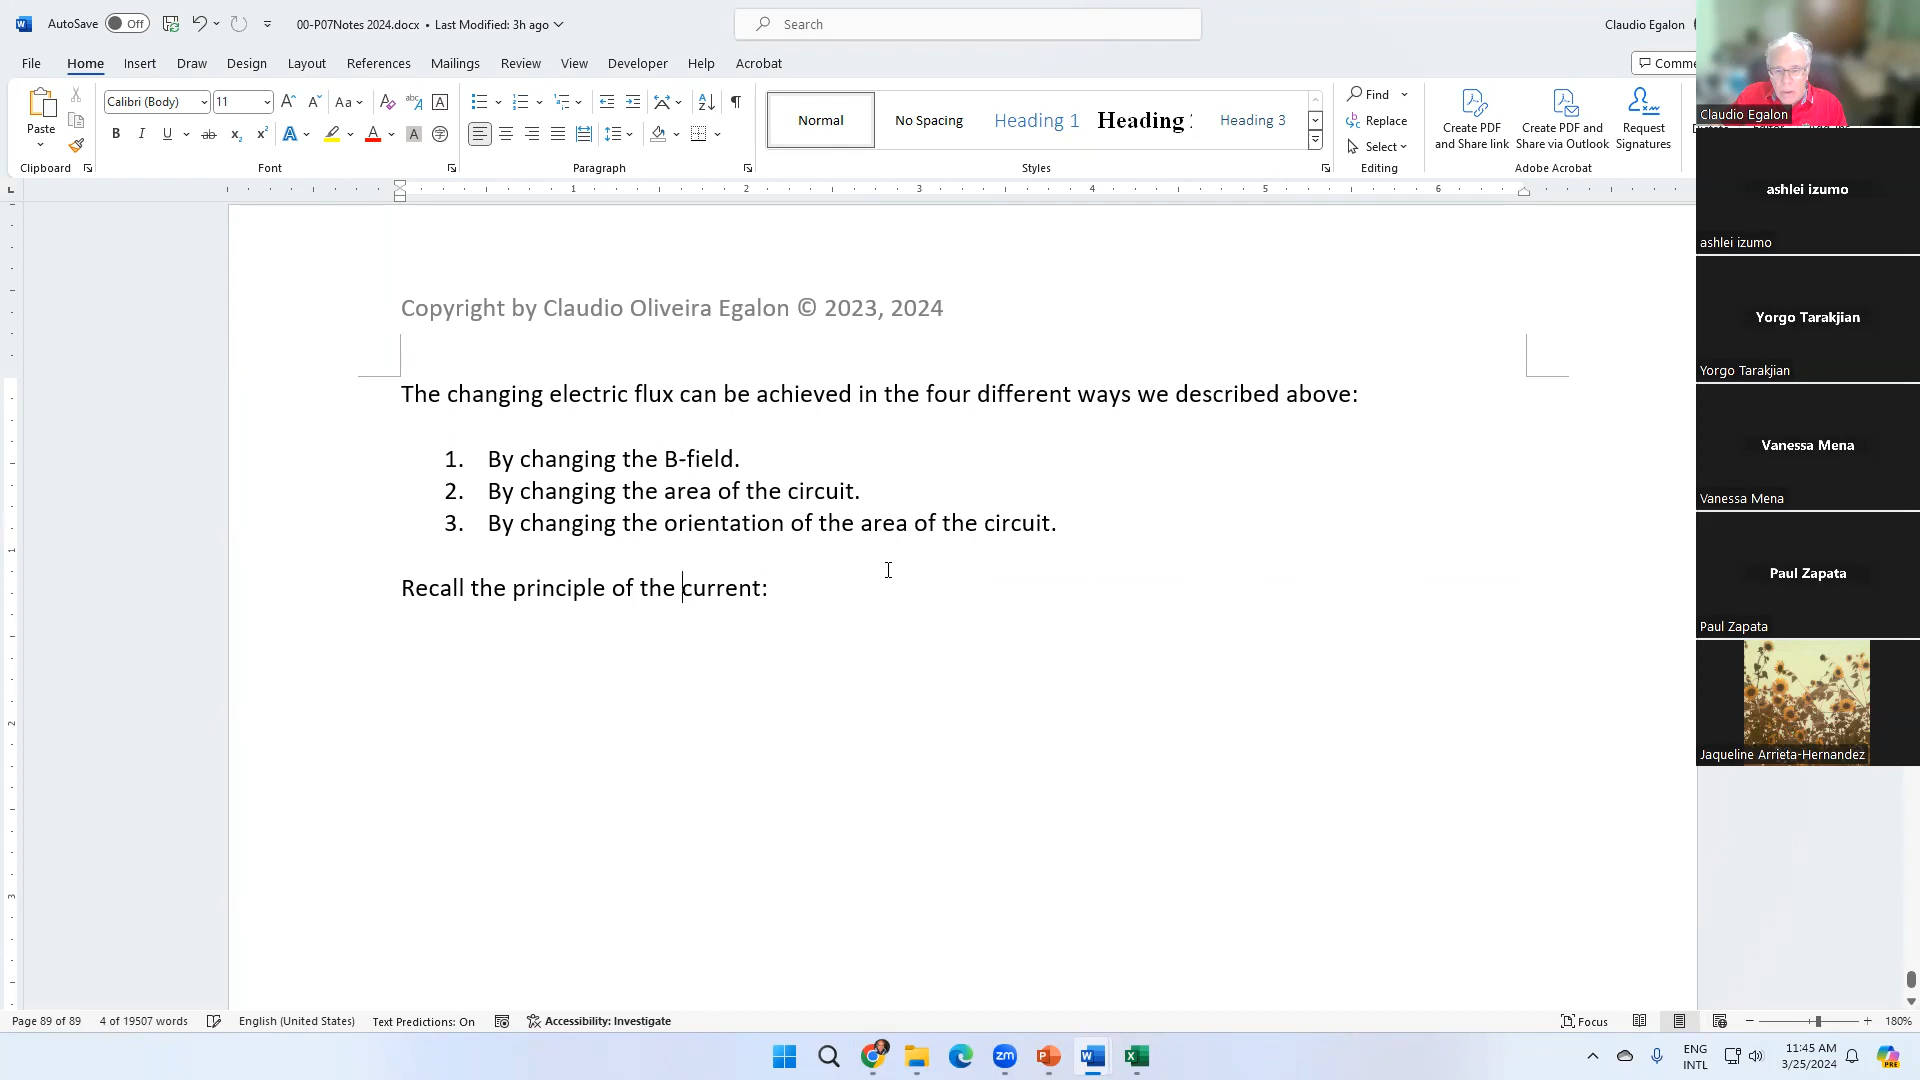 AutoSave Off 00-P07Notes 2024.docx • Last Modified: 3h ago Search Claudio Egalon
File Home Insert Draw Design Layout References Mailings Review View Developer Help Acrobat Comme
Paste Calibri (Body) 11 Aa Normal No Spacing Heading 1 Heading Heading 3 Find Replace Select Create PDF and Share link Create PDF and Share via Outlook Request Signatures
Clipboard Font Paragraph Styles Editing Adobe Acrobat
1 2 3 4 5 6
Copyright by Claudio Oliveira Egalon © 2023, 2024
The changing electric flux can be achieved in the four different ways we described above:
1. By changing the B-field.
2. By changing the area of the circuit.
3. By changing the orientation of the area of the circuit.
Recall the principle of the current:
Claudio Egalon
ashlei izumo
ashlei izumo
Yorgo Tarakjian
Yorgo Tarakjian
Vanessa Mena
Vanessa Mena
Paul Zapata
Paul Zapata
Jaqueline Arrieta-Hernandez
Page 89 of 89 4 of 19507 words English (United States) Text Predictions: On Accessibility: Investigate Focus 180%
ENG INTL 11:45 AM 3/25/2024